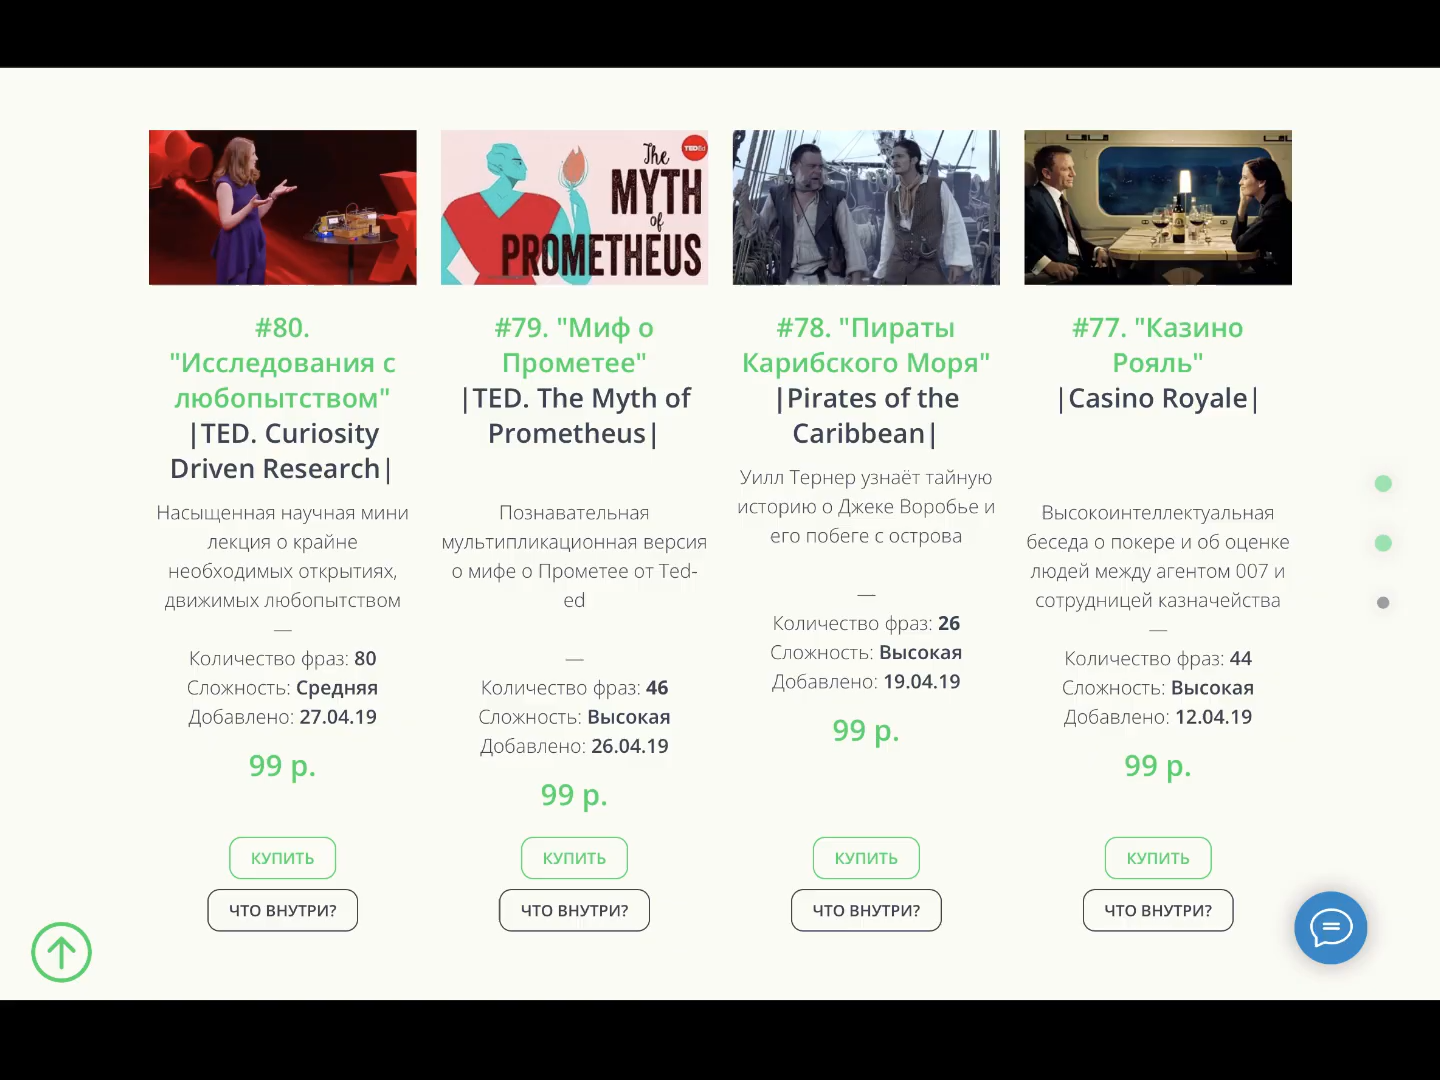 The
MYTH
of
PROMETHEUS
TEDEd
#80.
"Исследования с
любопытством"
|TED. Curiosity
Driven Research|
Насыщенная научная мини
лекция о крайне
необходимых открытиях,
движимых любопытством
—
Количество фраз: 80
Сложность: Средняя
Добавлено: 27.04.19
99 р.
КУПИТЬ
ЧТО ВНУТРИ?
#79. "Миф о
Прометее"
|TED. The Myth of
Prometheus|
Познавательная
мультипликационная версия
о мифе о Прометее от Ted-
ed
—
Количество фраз: 46
Сложность: Высокая
Добавлено: 26.04.19
99 р.
КУПИТЬ
ЧТО ВНУТРИ?
#78. "Пираты
Карибского Моря"
|Pirates of the
Caribbean|
Уилл Тернер узнаёт тайную
историю о Джеке Воробье и
его побеге с острова
—
Количество фраз: 26
Сложность: Высокая
Добавлено: 19.04.19
99 р.
КУПИТЬ
ЧТО ВНУТРИ?
#77. "Казино
Рояль"
|Casino Royale|
Высокоинтеллектуальная
беседа о покере и об оценке
людей между агентом 007 и
сотрудницей казначейства
—
Количество фраз: 44
Сложность: Высокая
Добавлено: 12.04.19
99 р.
КУПИТЬ
ЧТО ВНУТРИ?